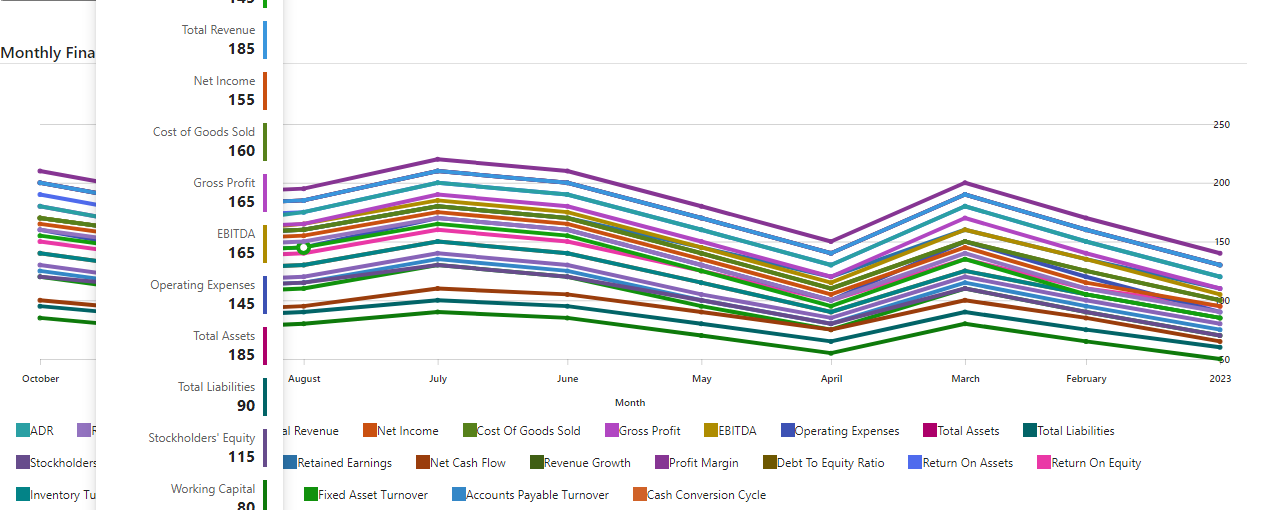 145
Total Revenue
185
Monthly Fina
Net Income
155
Cost of Goods Sold
160
250
Gross Profit
165
200
EBITDA
165
150
Operating Expenses
145
00
Total Assets
185
50
October
August
July
June
May
April
March
February
2023
Total Liabilities
90
Month
ADR
al Revenue
Net Income
Cost Of Goods Sold
Gross Profit
EBITDA
Operating Expenses
Total Assets
Total Liabilities
Stockholders' Equity
115
Stockholders
Retained Earnings
Net Cash Flow
Revenue Growth
Profit Margin
Debt To Equity Ratio
Return On Assets
Return On Equity
Working Capital
80
Inventory Tu
Fixed Asset Turnover
Accounts Payable Turnover
Cash Conversion Cycle